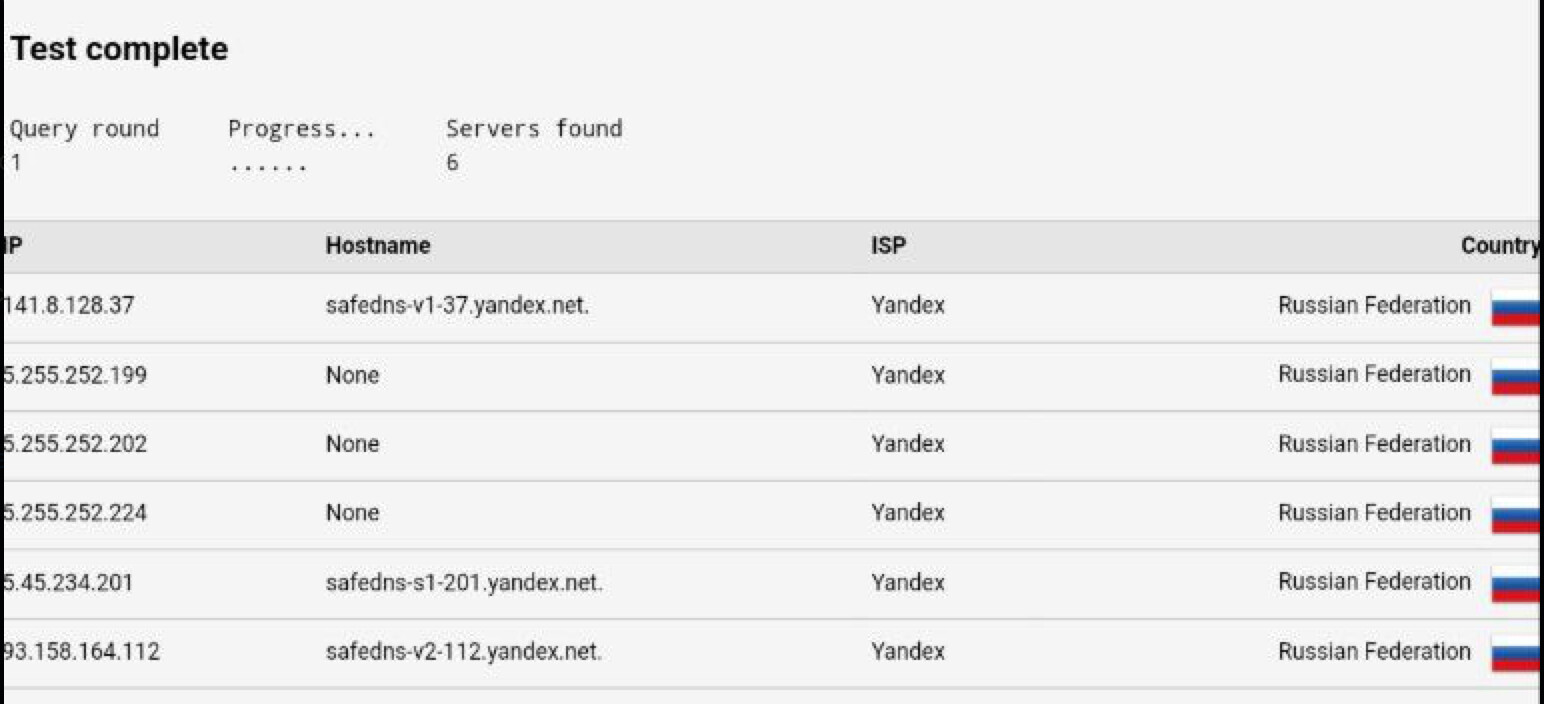 Test complete
Query round Progress... Servers found
1 ...... 6
IP Hostname ISP Country
141.8.128.37 safedns-v1-37.yandex.net. Yandex Russian Federation
5.255.252.199 None Yandex Russian Federation
5.255.252.202 None Yandex Russian Federation
5.255.252.224 None Yandex Russian Federation
5.45.234.201 safedns-s1-201.yandex.net. Yandex Russian Federation
93.158.164.112 safedns-v2-112.yandex.net. Yandex Russian Federation